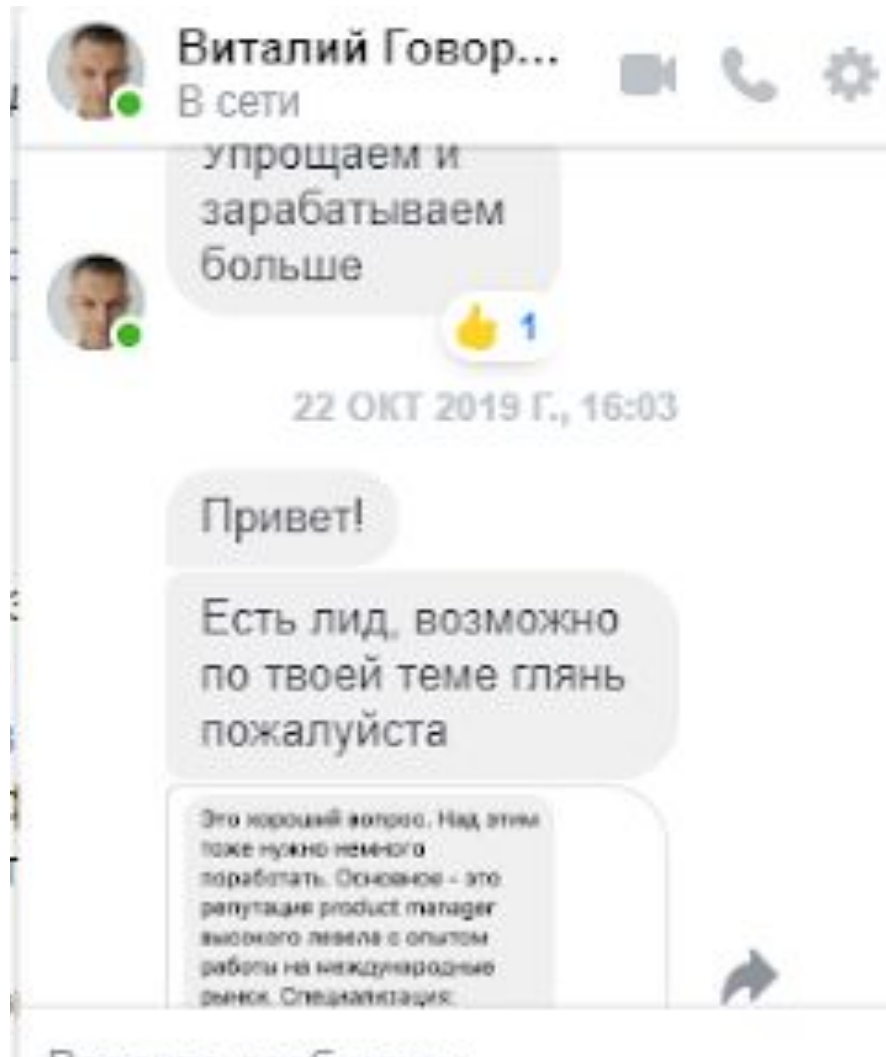 Виталий Говор...
В сети
Упрощаем и
зарабатываем
больше
1
22 ОКТ 2019 Г., 16:03
Привет!
Есть лид, возможно
по твоей теме глянь
пожалуйста
Это хороший вопрос. Над этим
тоже нужно немного
поработать. Основное - это
репутация product manager
высокого левела с опытом
работы на международные
рынки. Специализация: